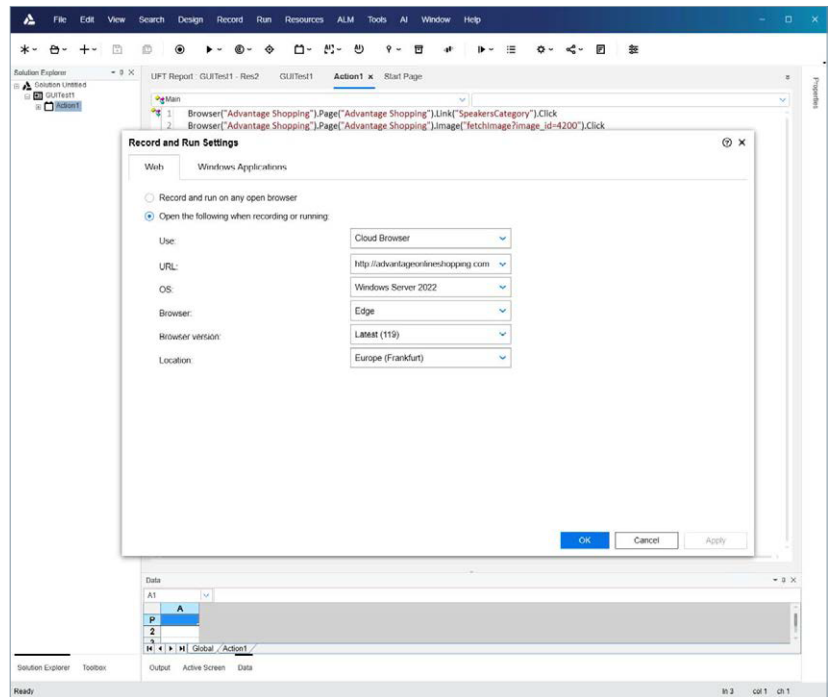 File Edit View Search Design Record Run Resources ALM Tools AI Window Help
Solution Explorer
Solution Untitled
GUITest1
Action1
UFT Report : GUITest1 - Res2 GUITest1 Action1 Start Page
Properties
Main
1 Browser("Advantage Shopping").Page("Advantage Shopping").Link("SpeakersCategory").Click
2 Browser("Advantage Shopping").Page("Advantage Shopping").Image("fetchImage?image_id=4200").Click
Record and Run Settings
Web Windows Applications
Record and run on any open browser
Open the following when recording or running:
Use: Cloud Browser
URL: http://advantageonlineshopping.com
OS: Windows Server 2022
Browser: Edge
Browser version: Latest (119)
Location: Europe (Frankfurt)
OK Cancel Apply
Data
A1
A
P
2
3
Global Action1
Solution Explorer Toolbox Output Active Screen Data
Ready ln 3 col 1 ch 1